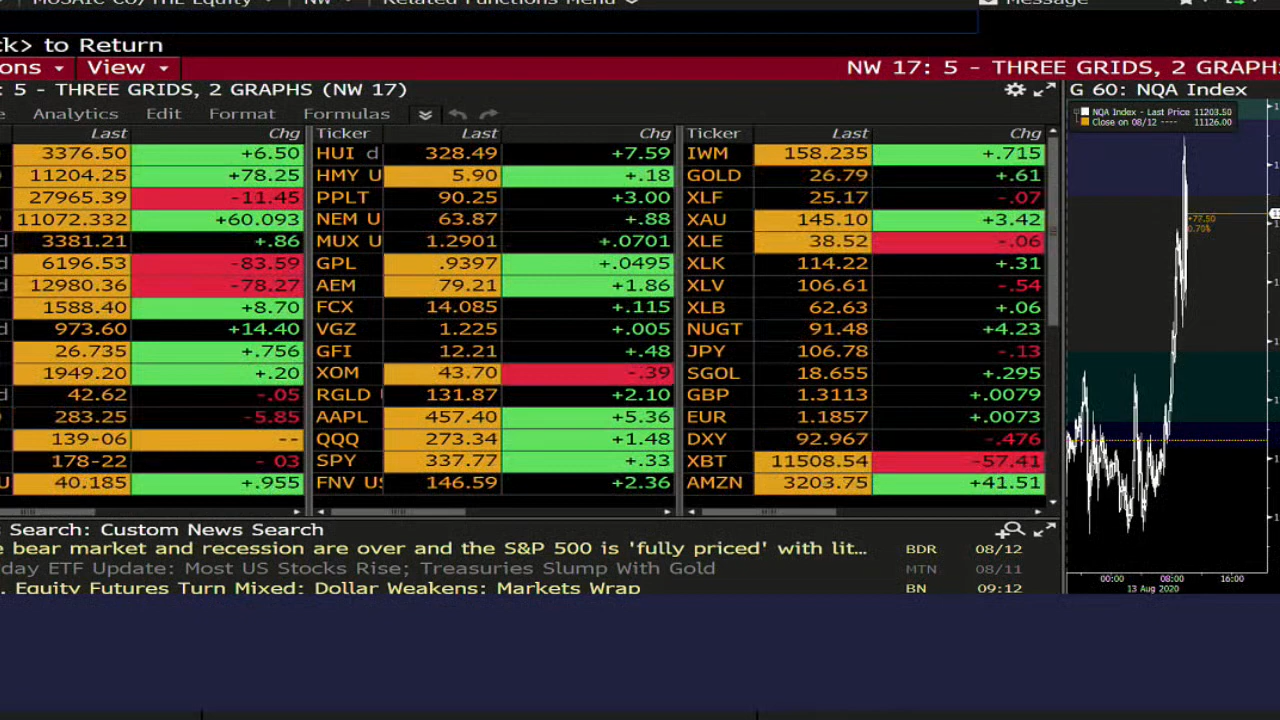 MOSAIC CO/THE Equity NW Related Functions Menu Message
ck> to Return
ons View NW 17: 5 - THREE GRIDS, 2 GRAPHS
: 5 - THREE GRIDS, 2 GRAPHS (NW 17) G 60: NQA Index
e Analytics Edit Format Formulas
NQA Index - Last Price 11203.50
Close on 08/12 ---- 11126.00
Last Chg Ticker Last Chg Ticker Last Chg
3376.50 +6.50 HUI d 328.49 +7.59 IWM 158.235 +.715
11204.25 +78.25 HMY U 5.90 +.18 GOLD 26.79 +.61
27965.39 -11.45 PPLT 90.25 +3.00 XLF 25.17 -.07
11072.332 +60.093 NEM U 63.87 +.88 XAU 145.10 +3.42
+77.50
0.70%
d 3381.21 +.86 MUX U 1.2901 +.0701 XLE 38.52 -.06
d 6196.53 -83.59 GPL .9397 +.0495 XLK 114.22 +.31
d 12980.36 -78.27 AEM 79.21 +1.86 XLV 106.61 -.54
1588.40 +8.70 FCX 14.085 +.115 XLB 62.63 +.06
d 973.60 +14.40 VGZ 1.225 +.005 NUGT 91.48 +4.23
26.735 +.756 GFI 12.21 +.48 JPY 106.78 -.13
1949.20 +.20 XOM 43.70 -.39 SGOL 18.655 +.295
d 42.62 -.05 RGLD 131.87 +2.10 GBP 1.3113 +.0079
283.25 -5.85 AAPL 457.40 +5.36 EUR 1.1857 +.0073
139-06 -- QQQ 273.34 +1.48 DXY 92.967 -.476
178-22 - 03 SPY 337.77 +.33 XBT 11508.54 -57.41
U 40.185 +.955 FNV US 146.59 +2.36 AMZN 3203.75 +41.51
s Search: Custom News Search
e bear market and recession are over and the S&P 500 is 'fully priced' with lit... BDR 08/12
day ETF Update: Most US Stocks Rise; Treasuries Slump With Gold MTN 08/11
. Equity Futures Turn Mixed; Dollar Weakens: Markets Wrap BN 09:12
00:00 08:00 16:00
13 Aug 2020